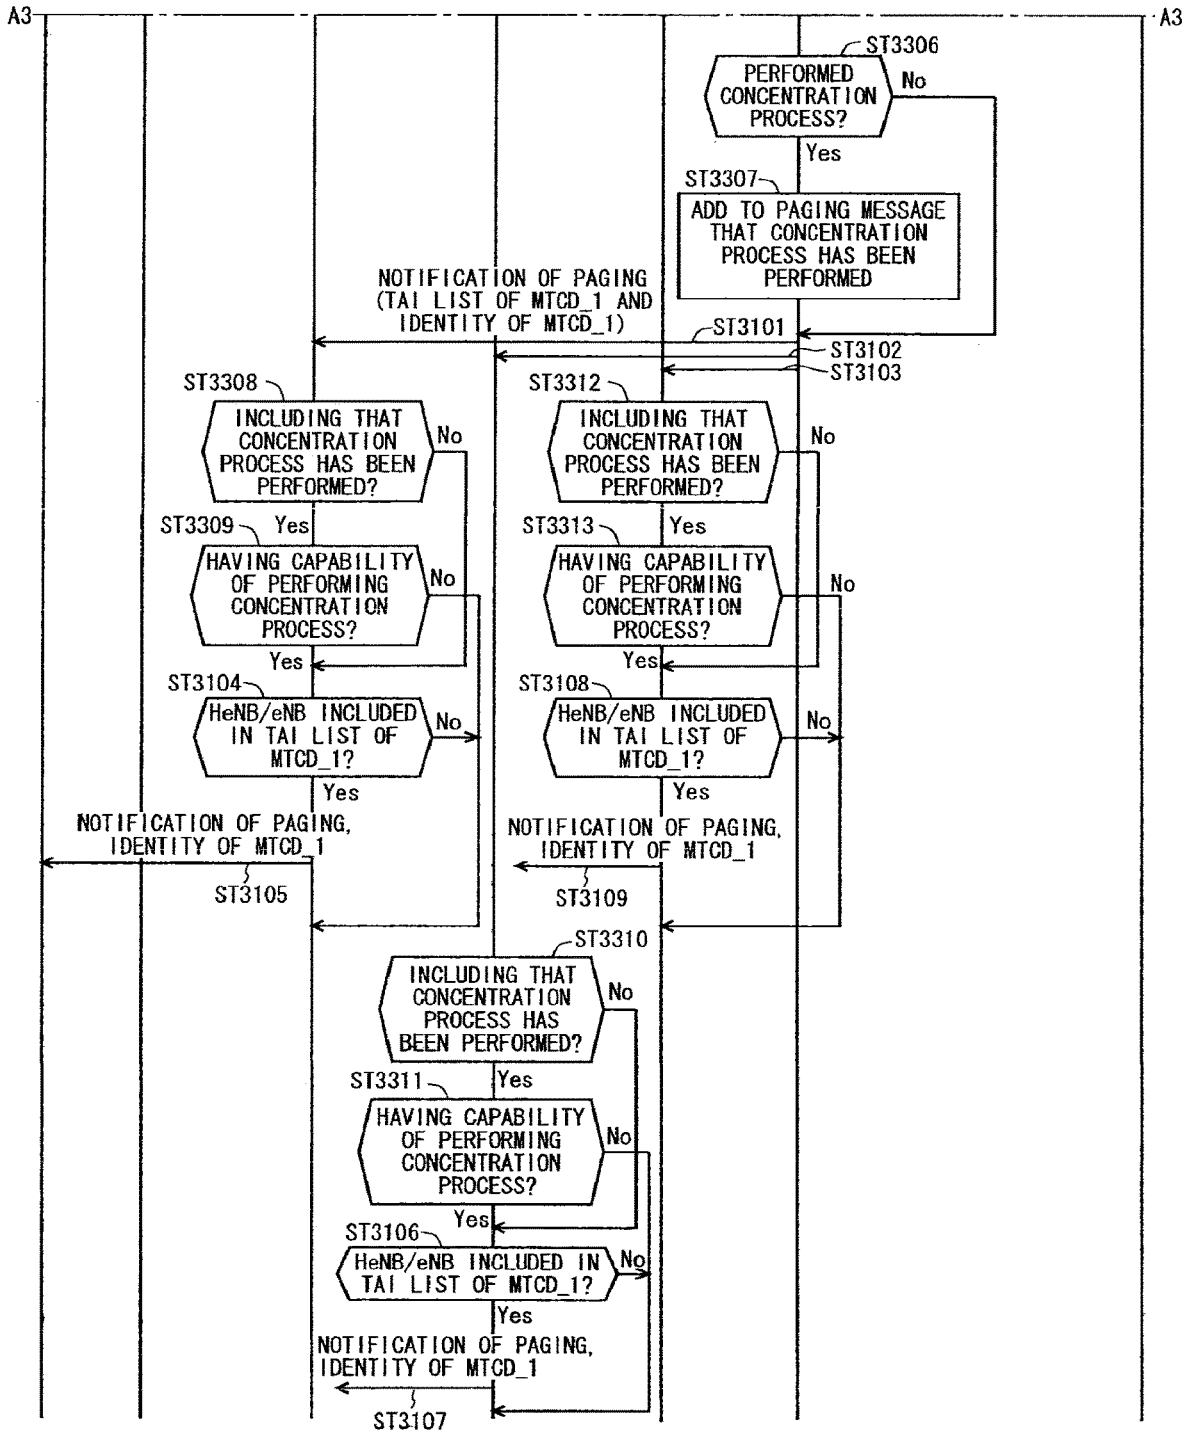 A3
A3
ST3306
PERFORMED
CONCENTRATION
PROCESS?
No
Yes
ST3307
ADD TO PAGING MESSAGE
THAT CONCENTRATION
PROCESS HAS BEEN
PERFORMED
NOTIFICATION OF PAGING
(TAI LIST OF MTCD_1 AND
IDENTITY OF MTCD_1)
ST3101
ST3102
ST3103
ST3308
INCLUDING THAT
CONCENTRATION
PROCESS HAS BEEN
PERFORMED?
No
Yes
ST3309
HAVING CAPABILITY
OF PERFORMING
CONCENTRATION
PROCESS?
No
Yes
ST3104
HeNB/eNB INCLUDED
IN TAI LIST OF
MTCD_1?
No
Yes
NOTIFICATION OF PAGING,
IDENTITY OF MTCD_1
ST3105
ST3312
INCLUDING THAT
CONCENTRATION
PROCESS HAS BEEN
PERFORMED?
No
Yes
ST3313
HAVING CAPABILITY
OF PERFORMING
CONCENTRATION
PROCESS?
No
Yes
ST3108
HeNB/eNB INCLUDED
IN TAI LIST OF
MTCD_1?
No
Yes
NOTIFICATION OF PAGING,
IDENTITY OF MTCD_1
ST3109
ST3310
INCLUDING THAT
CONCENTRATION
PROCESS HAS
BEEN PERFORMED?
No
Yes
ST3311
HAVING CAPABILITY
OF PERFORMING
CONCENTRATION
PROCESS?
No
Yes
ST3106
HeNB/eNB INCLUDED IN
TAI LIST OF MTCD_1?
No
Yes
NOTIFICATION OF PAGING,
IDENTITY OF MTCD_1
ST3107